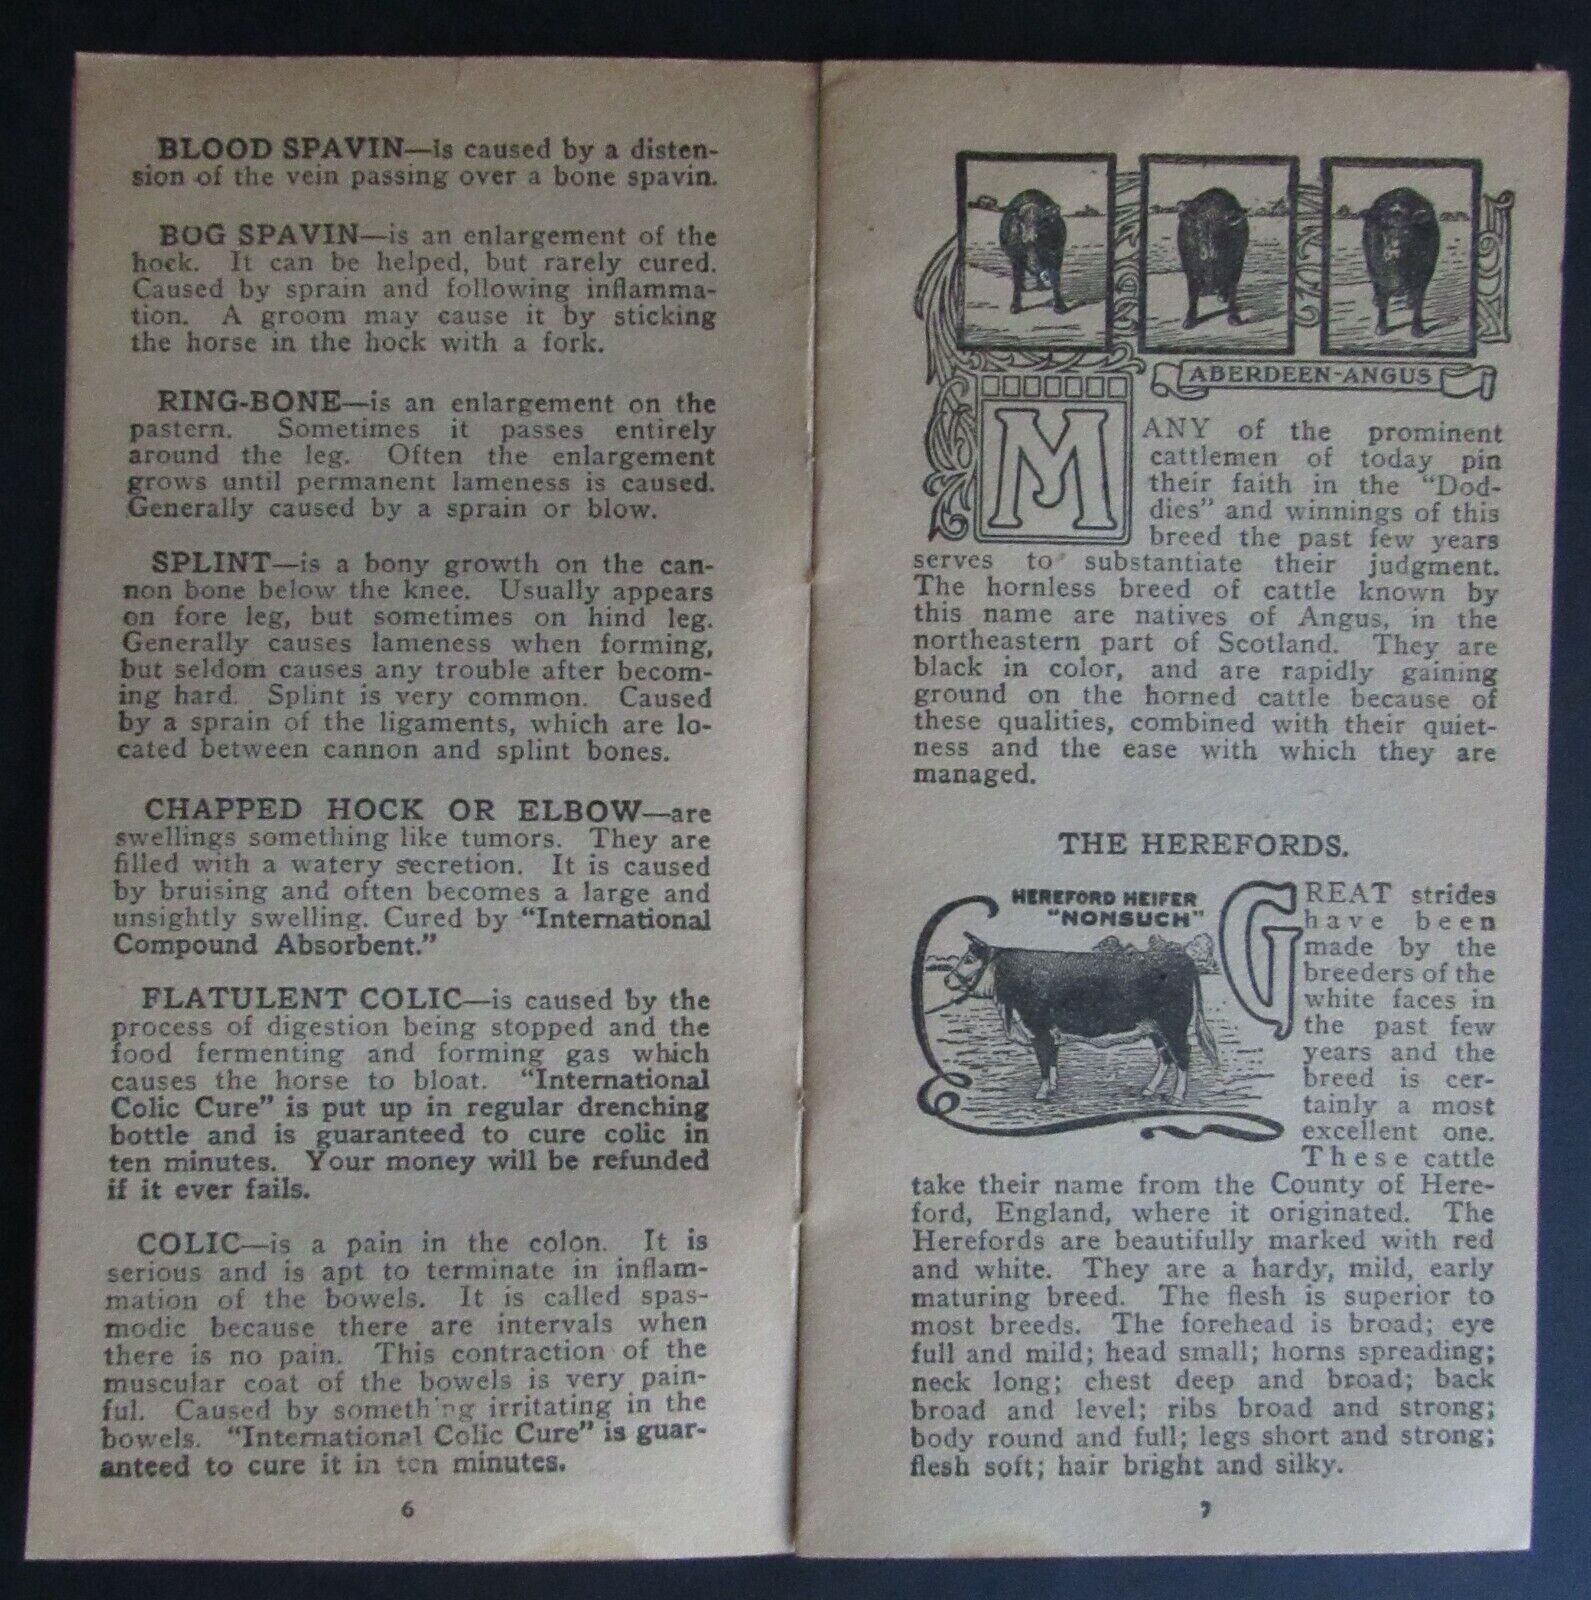 BLOOD SPAVIN—is caused by a disten-
sion of the vein passing over a bone spavin.
BOG SPAVIN—is an enlargement of the
hock. It can be helped, but rarely cured.
Caused by sprain and following inflamma-
tion. A groom may cause it by sticking
the horse in the hock with a fork.
RING-BONE—is an enlargement on the
pastern. Sometimes it passes entirely
around the leg. Often the enlargement
grows until permanent lameness is caused.
Generally caused by a sprain or blow.
SPLINT—is a bony growth on the can-
non bone below the knee. Usually appears
on fore leg, but sometimes on hind leg.
Generally causes lameness when forming,
but seldom causes any trouble after becom-
ing hard. Splint is very common. Caused
by a sprain of the ligaments, which are lo-
cated between cannon and splint bones.
CHAPPED HOCK OR ELBOW—are
swellings something like tumors. They are
filled with a watery secretion. It is caused
by bruising and often becomes a large and
unsightly swelling. Cured by "International
Compound Absorbent."
FLATULENT COLIC—is caused by the
process of digestion being stopped and the
food fermenting and forming gas which
causes the horse to bloat. "International
Colic Cure" is put up in regular drenching
bottle and is guaranteed to cure colic in
ten minutes. Your money will be refunded
if it ever fails.
COLIC—is a pain in the colon. It is
serious and is apt to terminate in inflam-
mation of the bowels. It is called spas-
modic because there are intervals when
there is no pain. This contraction of the
muscular coat of the bowels is very pain-
ful. Caused by something irritating in the
bowels. "International Colic Cure" is guar-
anteed to cure it in ten minutes.
6
ABERDEEN-ANGUS
MANY of the prominent
cattlemen of today pin
their faith in the "Dod-
dies" and winnings of this
breed the past few years
serves to substantiate their judgment.
The hornless breed of cattle known by
this name are natives of Angus, in the
northeastern part of Scotland. They are
black in color, and are rapidly gaining
ground on the horned cattle because of
these qualities, combined with their quiet-
ness and the ease with which they are
managed.
THE HEREFORDS.
HEREFORD HEIFER
"NONSUCH"
GREAT strides
have been
made by the
breeders of the
white faces in
the past few
years and the
breed is cer-
tainly a most
excellent one.
These cattle
take their name from the County of Here-
ford, England, where it originated. The
Herefords are beautifully marked with red
and white. They are a hardy, mild, early
maturing breed. The flesh is superior to
most breeds. The forehead is broad; eye
full and mild; head small; horns spreading;
neck long; chest deep and broad; back
broad and level; ribs broad and strong;
body round and full; legs short and strong;
flesh soft; hair bright and silky.
7